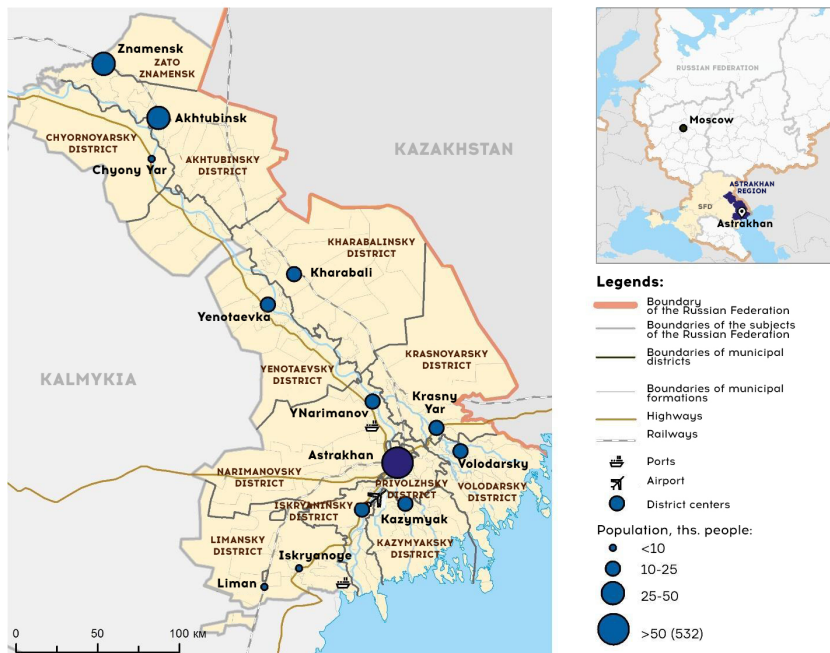 Znamensk
ZATO
ZNAMENSK
Akhtubinsk
CHYORNOYARSKY
DISTRICT
Chyony Yar
AKHTUBINSKY
DISTRICT
KAZAKHSTAN
KHARABALINSKY
DISTRICT
Kharabali
Yenotaevka
KRASNOYARSKY
DISTRICT
YENOTAEVSKY
DISTRICT
KALMYKIA
Krasny
Yar
YNarimanov
Astrakhan
Volodarsky
NARIMANOVSKY
DISTRICT
PRIVOLZHSKY
DISTRICT
VOLODARSKY
DISTRICT
ISKRYANINSKY
DISTRICT
Kazymyak
LIMANSKY
DISTRICT
KAZYMYAKSKY
DISTRICT
Iskryanoye
Liman
0 50 100 КМ
RUSSIAN FEDERATION
Moscow
ASTRAKHAN
REGION
SFD
Astrakhan
Legends:
Boundary
of the Russian Federation
Boundaries of the subjects
of the Russian Federation
Boundaries of municipal
districts
Boundaries of municipal
formations
Highways
Railways
Ports
Airport
District centers
Population, ths. people:
<10
10-25
25-50
>50 (532)